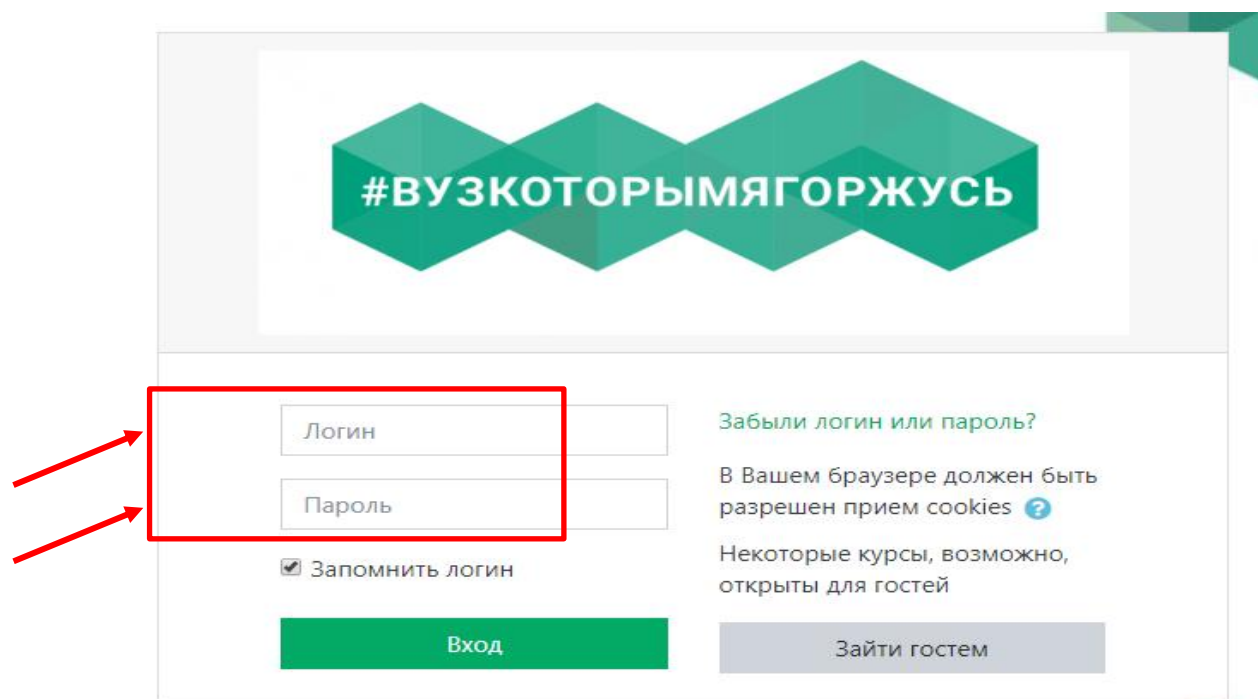 #ВУЗКОТОРЫМЯГОРЖУСЬ
Логин
Пароль
Запомнить логин
Вход
Забыли логин или пароль?
В Вашем браузере должен быть
разрешен прием cookies ?
Некоторые курсы, возможно,
открыты для гостей
Зайти гостем